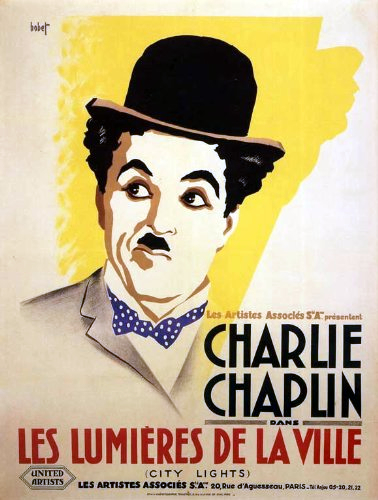 bobet
Les Artistes Associés S.A. présentent
CHARLIE
CHAPLIN
DANS
LES LUMIÈRES DE LA VILLE
(CITY LIGHTS)
UNITED
ARTISTS
LES ARTISTES ASSOCIÉS S.A. 20, Rue d'Aguesseau, PARIS.